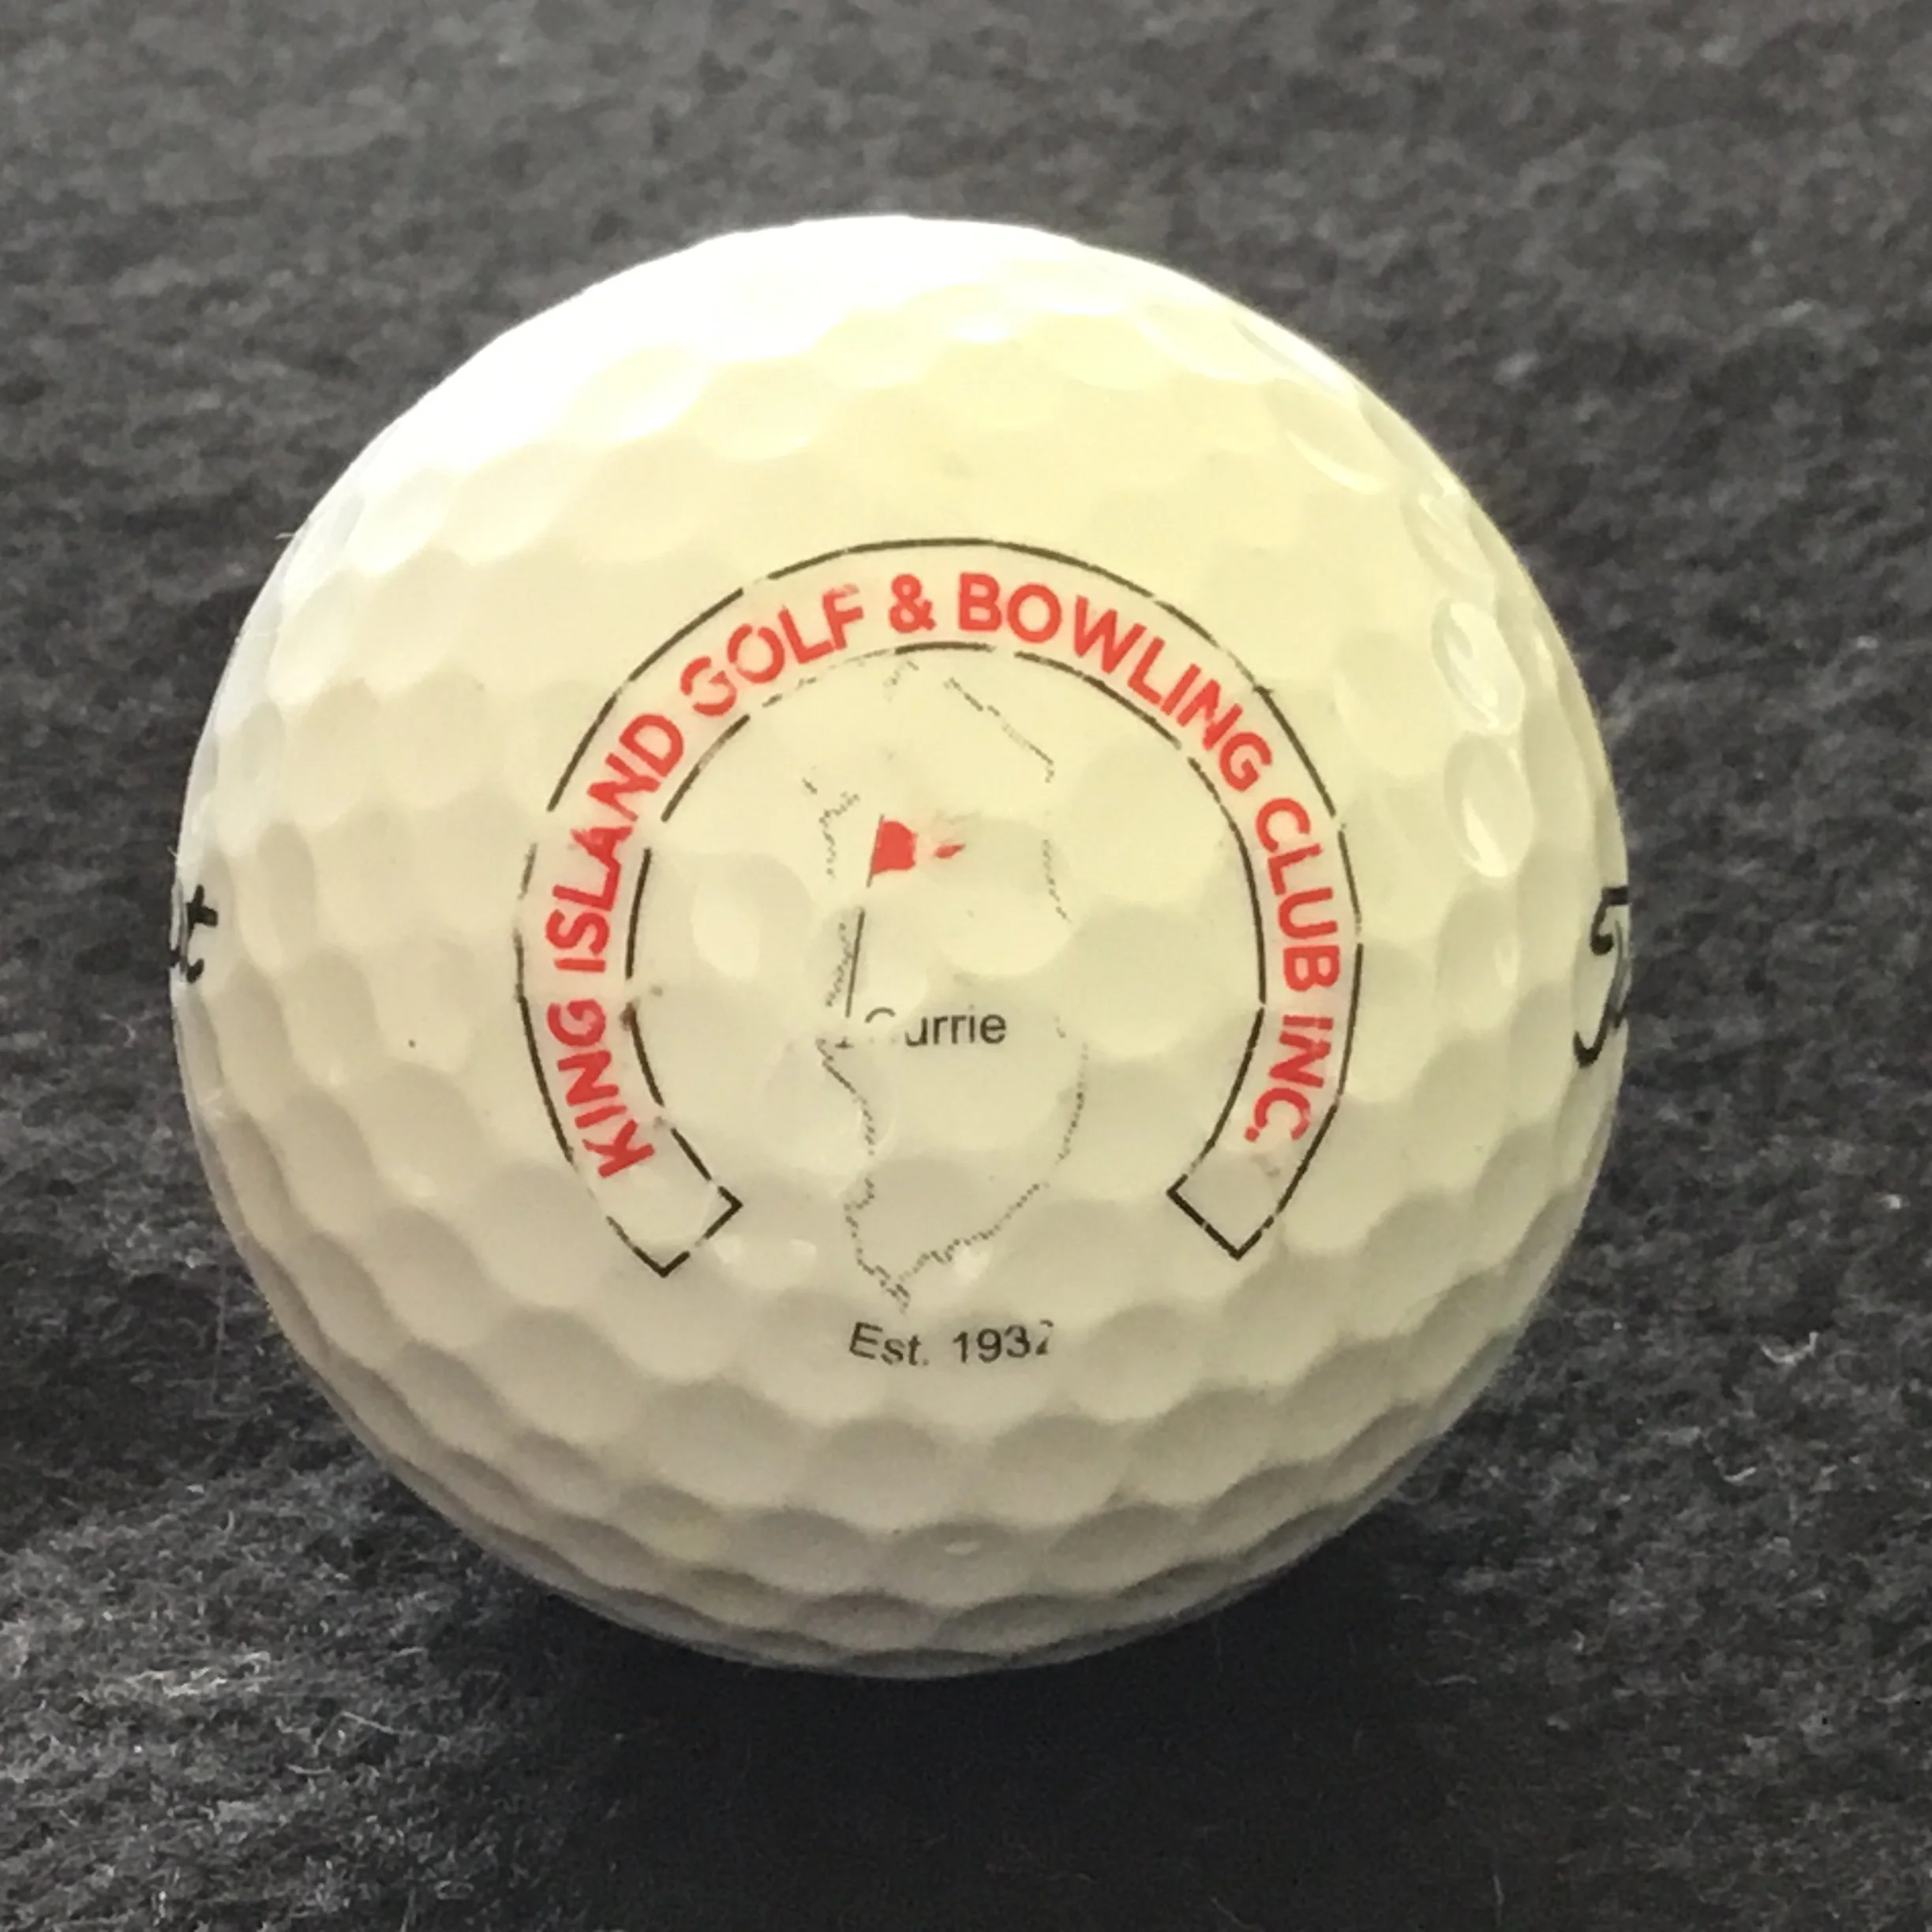 KING ISLAND GOLF & BOWLING CLUB INC.
Currie
Est. 1932